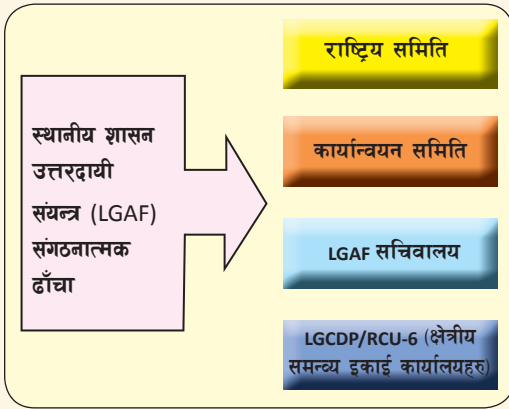 स्थानीय शासन
उत्तरदायी
संयन्त्र (LGAF)
संगठनात्मक
ढाँचा
राष्ट्रिय समिति
कार्यान्वयन समिति
LGAF सचिवालय
LGCDP/RCU-6 (क्षेत्रीय
समन्व्य इकाई कार्यालयहरु)